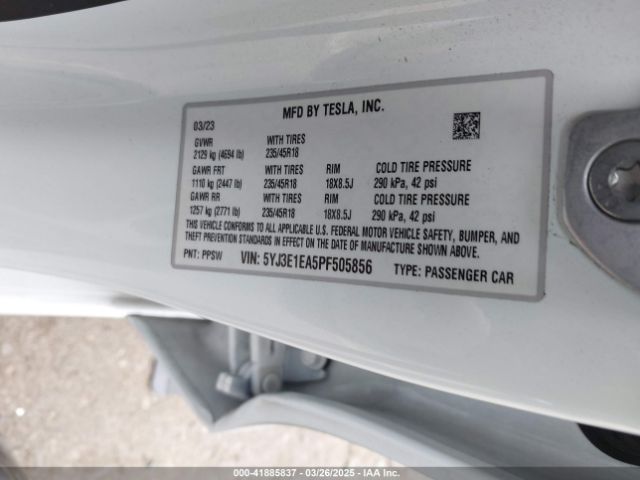 MFD BY TESLA, INC.
03/23
GVWR WITH TIRES
2129 kg (4694 lb) 235/45R18
GAWR FRT WITH TIRES RIM COLD TIRE PRESSURE
1110 kg (2447 lb) 235/45R18 18X8.5J 290 kPa, 42 psi
GAWR RR WITH TIRES RIM COLD TIRE PRESSURE
1257 kg (2771 lb) 235/45R18 18X8.5J 290 kPa, 42 psi
THIS VEHICLE CONFORMS TO ALL APPLICABLE U.S. FEDERAL MOTOR VEHICLE SAFETY, BUMPER, AND
THEFT PREVENTION STANDARDS IN EFFECT ON THE DATE OF MANUFACTURE SHOWN ABOVE.
PNT: PPSW VIN: 5YJ3E1EA5PF505856 TYPE: PASSENGER CAR
000-41885837 - 03/26/2025 - IAA Inc.